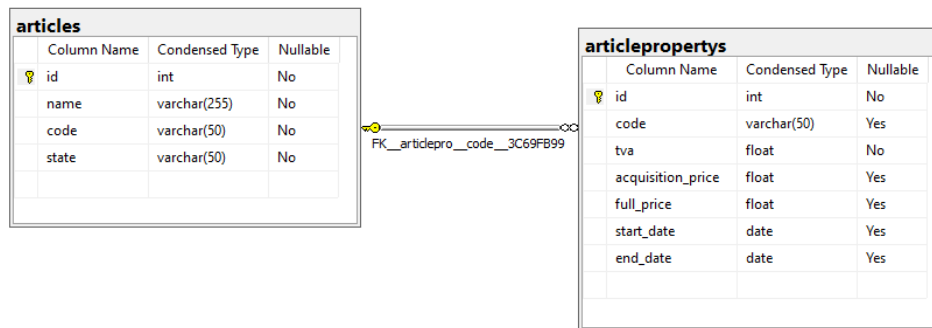 articles
Column Name Condensed Type Nullable
id int No
name varchar(255) No
code varchar(50) No
state varchar(50) No
FK__articlepro__code__3C69FB99
articlepropertys
Column Name Condensed Type Nullable
id int No
code varchar(50) Yes
tva float No
acquisition_price float Yes
full_price float Yes
start_date date Yes
end_date date Yes